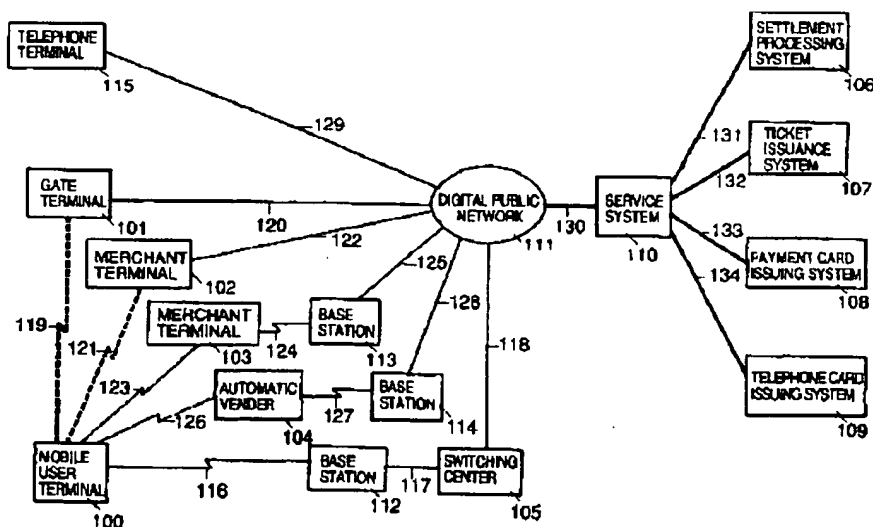 TELEPHONE
TERMINAL
115
129
SETTLEMENT
PROCESSING
SYSTEM
106
131
TICKET
ISSUANCE
SYSTEM
107
132
GATE
TERMINAL
101
120
DIGITAL PUBLIC
NETWORK
111
130
SERVICE
SYSTEM
110
133
134
PAYMENT CARD
ISSUING SYSTEM
108
MERCHANT
TERMINAL
102
122
125
128
118
119
121
MERCHANT
TERMINAL
103
124
BASE
STATION
113
123
AUTOMATIC
VENDER
104
126
127
BASE
STATION
114
TELEPHONE CARD
ISSUING SYSTEM
109
MOBILE
USER
TERMINAL
100
116
BASE
STATION
112
117
SWITCHING
CENTER
105